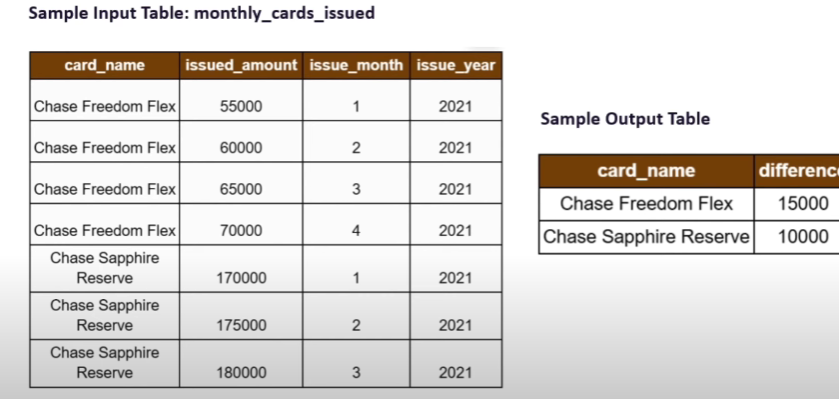 Sample Input Table: monthly_cards_issued
card_name issued_amount issue_month issue_year
Chase Freedom Flex 55000 1 2021
Chase Freedom Flex 60000 2 2021
Chase Freedom Flex 65000 3 2021
Chase Freedom Flex 70000 4 2021
Chase Sapphire
Reserve 170000 1 2021
Chase Sapphire
Reserve 175000 2 2021
Chase Sapphire
Reserve 180000 3 2021
Sample Output Table
card_name differenc
Chase Freedom Flex 15000
Chase Sapphire Reserve 10000